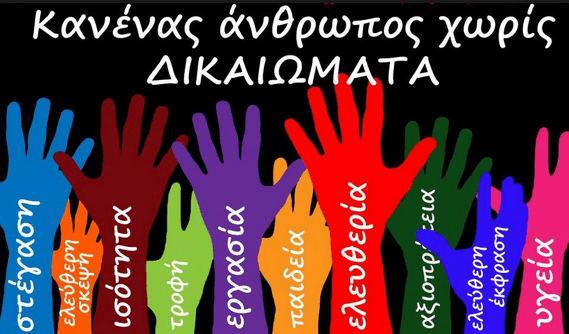 Κανένας άνθρωπος χωρίς
ΔΙΚΑΙΩΜΑΤΑ
στέγαση
ελεύθερη
σκέψη
ισότητα
τροφή
εργασία
παιδεία
ελευθερία
αξιοπρέπεια
ελεύθερη
έκφραση
υγεία